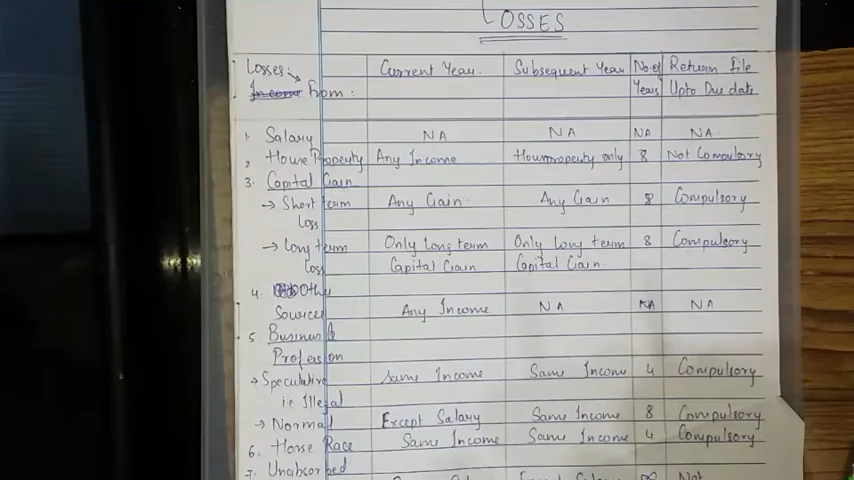 LOSSES
Losses: Current Year. Subsequent Year No. of Return file
from: Years Upto Due date
1. Salary NA NA NA NA
2. House Property Any Income Houseproperty only 8 Not Compulsory
3. Capital Gain
→ Short term Any Gain. Any Gain 8 Compulsory
Loss
→ Long term Only long term Only Long term 8 Compulsory
Loss Capital Gain Capital Gain.
4. Other
Sources Any Income NA NA NA
5. Business &
Profession
→ Speculative Same Income Same Income 4 Compulsory
i.e Illegal
→ Normal Except Salary Same Income 8 Compulsory
6. Horse Race Same Income Same Income 4 Compulsory
7. Unabsorbed
∞ Not